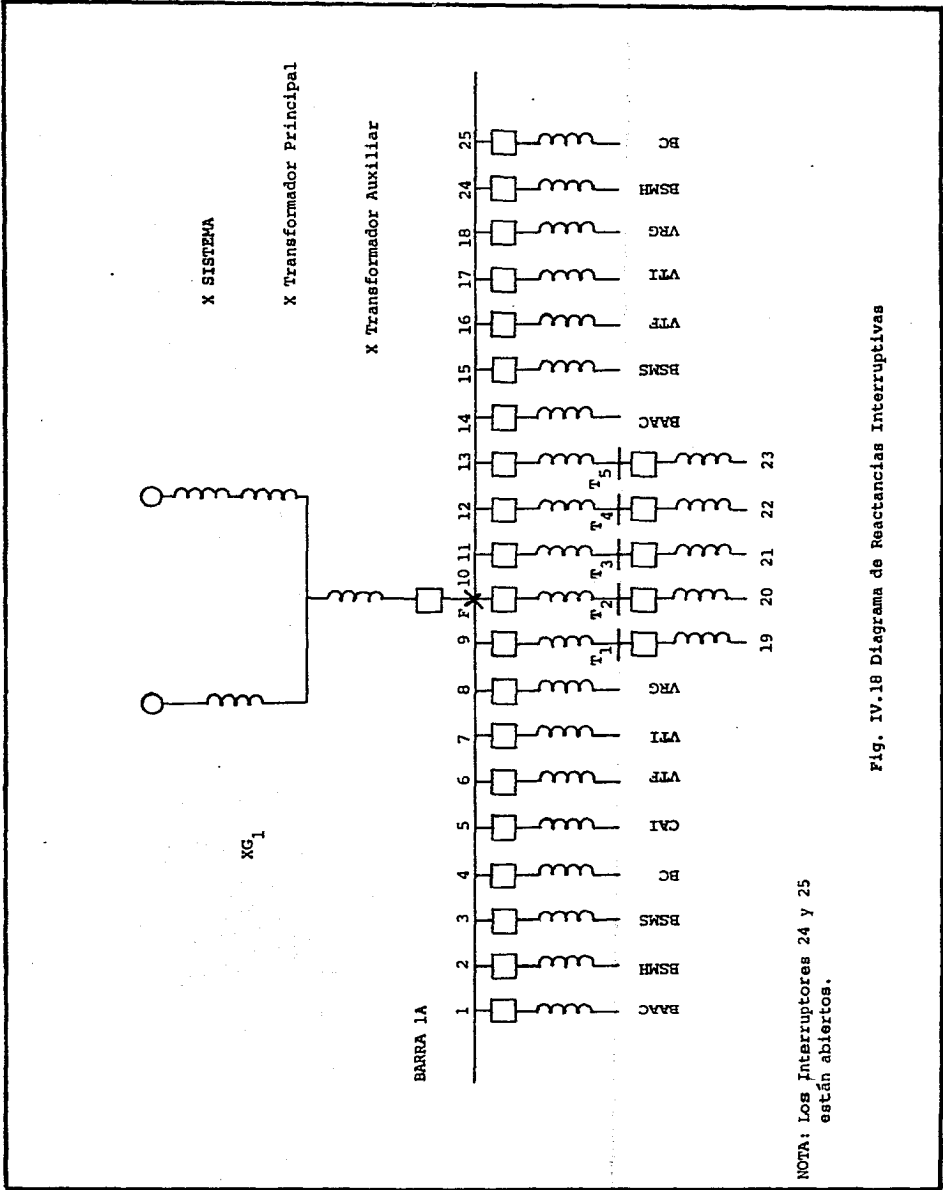 X SISTEMA
X Transformador Principal
X Transformador Auxiliar
XG1
BARRA 1A
1 2 3 4 5 6 7 8 9 F 10 11 12 13 14 15 16 17 18 24 25
BAAC BSMH BSMS BC CAI VTF VTI VRG T1 T2 T3 T4 T5 BAAC BSMS VTF VTI VRG BSMH BC
19 20 21 22 23
NOTA: Los Interruptores 24 y 25
están abiertos.
Fig. IV.18 Diagrama de Reactancias Interruptivas